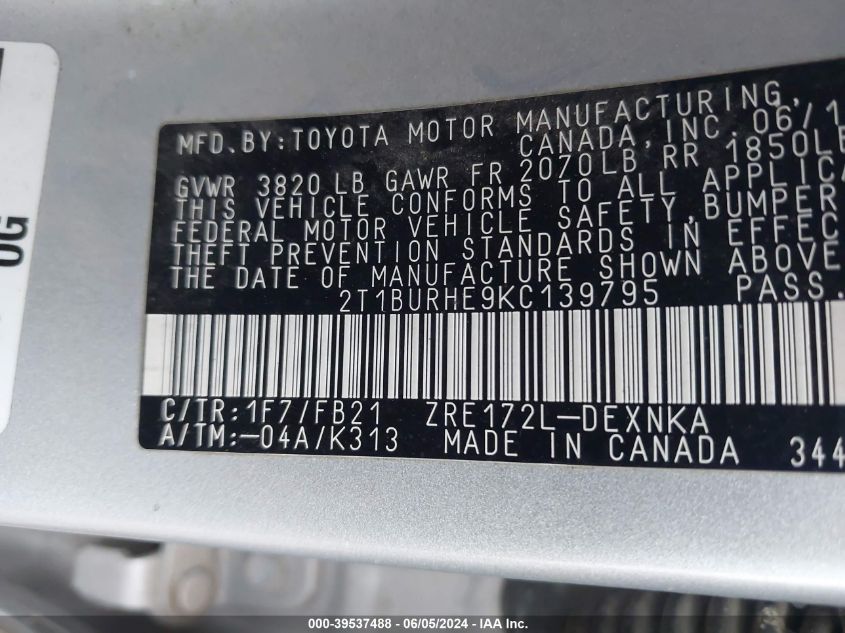 MFD. BY: TOYOTA MOTOR MANUFACTURING,
CANADA, INC. 06/1
GVWR 3820 LB GAWR FR 2070LB RR 1850LB
THIS VEHICLE CONFORMS TO ALL APPLICA
FEDERAL MOTOR VEHICLE SAFETY, BUMPER
THEFT PREVENTION STANDARDS IN EFFEC
THE DATE OF MANUFACTURE SHOWN ABOVE
2T1BURHE9KC139795 PASS.
C/TR: 1F7/FB21 ZRE172L-DEXNKA
A/TM: -04A/K313 MADE IN CANADA 344
OG
000-39537488 - 06/05/2024 - IAA Inc.